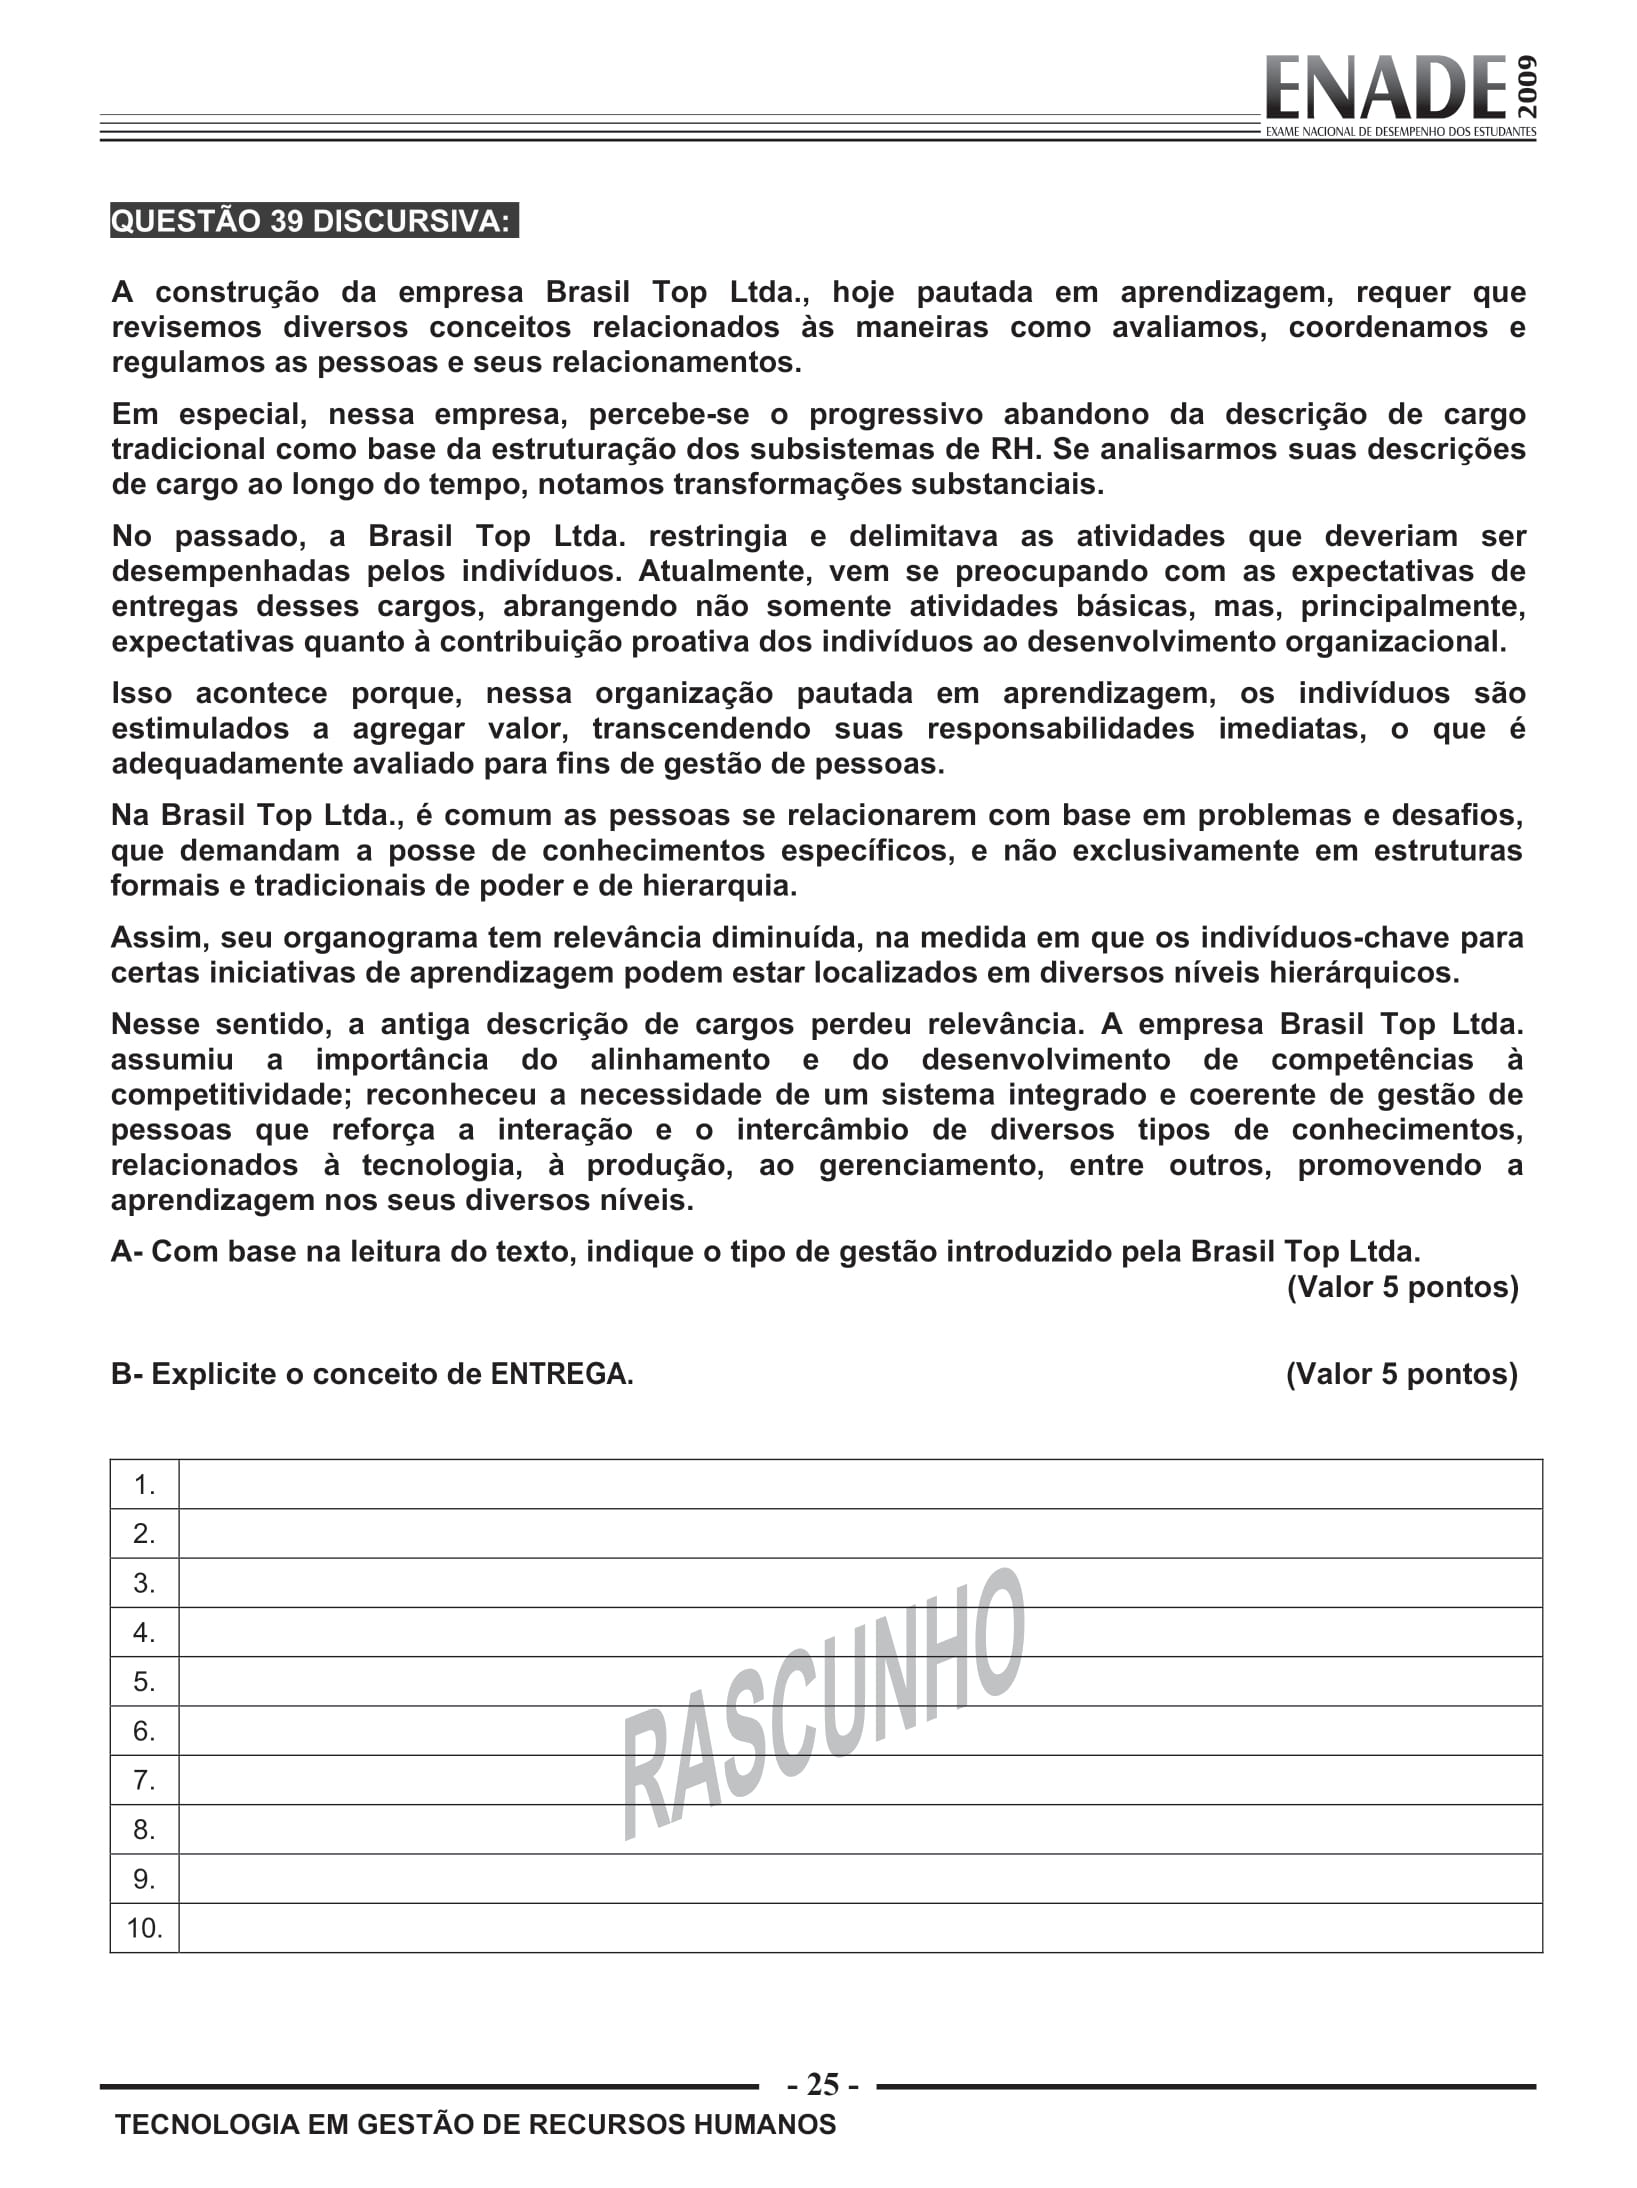 ENADE 2009
EXAME NACIONAL DE DESEMPENHO DOS ESTUDANTES
QUESTÃO 39 DISCURSIVA:
A construção da empresa Brasil Top Ltda., hoje pautada em aprendizagem, requer que
revisemos diversos conceitos relacionados às maneiras como avaliamos, coordenamos e
regulamos as pessoas e seus relacionamentos.
Em especial, nessa empresa, percebe-se o progressivo abandono da descrição de cargo
tradicional como base da estruturação dos subsistemas de RH. Se analisarmos suas descrições
de cargo ao longo do tempo, notamos transformações substanciais.
No passado, a Brasil Top Ltda. restringia e delimitava as atividades que deveriam ser
desempenhadas pelos indivíduos. Atualmente, vem se preocupando com as expectativas de
entregas desses cargos, abrangendo não somente atividades básicas, mas, principalmente,
expectativas quanto à contribuição proativa dos indivíduos ao desenvolvimento organizacional.
Isso acontece porque, nessa organização pautada em aprendizagem, os indivíduos são
estimulados a agregar valor, transcendendo suas responsabilidades imediatas, o que é
adequadamente avaliado para fins de gestão de pessoas.
Na Brasil Top Ltda., é comum as pessoas se relacionarem com base em problemas e desafios,
que demandam a posse de conhecimentos específicos, e não exclusivamente em estruturas
formais e tradicionais de poder e de hierarquia.
Assim, seu organograma tem relevância diminuída, na medida em que os indivíduos-chave para
certas iniciativas de aprendizagem podem estar localizados em diversos níveis hierárquicos.
Nesse sentido, a antiga descrição de cargos perdeu relevância. A empresa Brasil Top Ltda.
assumiu a importância do alinhamento e do desenvolvimento de competências à
competitividade; reconheceu a necessidade de um sistema integrado e coerente de gestão de
pessoas que reforça a interação e o intercâmbio de diversos tipos de conhecimentos,
relacionados à tecnologia, à produção, ao gerenciamento, entre outros, promovendo a
aprendizagem nos seus diversos níveis.
A- Com base na leitura do texto, indique o tipo de gestão introduzido pela Brasil Top Ltda.
(Valor 5 pontos)
B- Explicite o conceito de ENTREGA. (Valor 5 pontos)
1.
2.
3.
4.
5.
6.
7.
8.
9.
10.
RASCUNHO
- 25 -
TECNOLOGIA EM GESTÃO DE RECURSOS HUMANOS